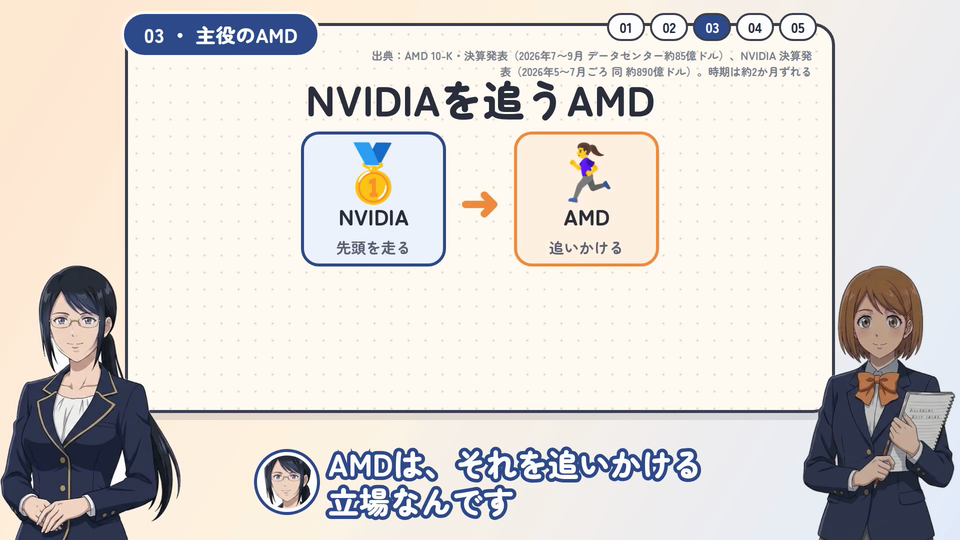 03 ・ 主役のAMD
01 02 03 04 05
出典：AMD 10-K・決算発表（2026年7〜9月 データセンター約85億ドル）、NVIDIA 決算発
表（2026年5〜7月ごろ 同 約890億ドル）。時期は約2か月ずれる
NVIDIAを追うAMD
1
NVIDIA
先頭を走る
AMD
追いかける
AMDは、それを追いかける
立場なんです